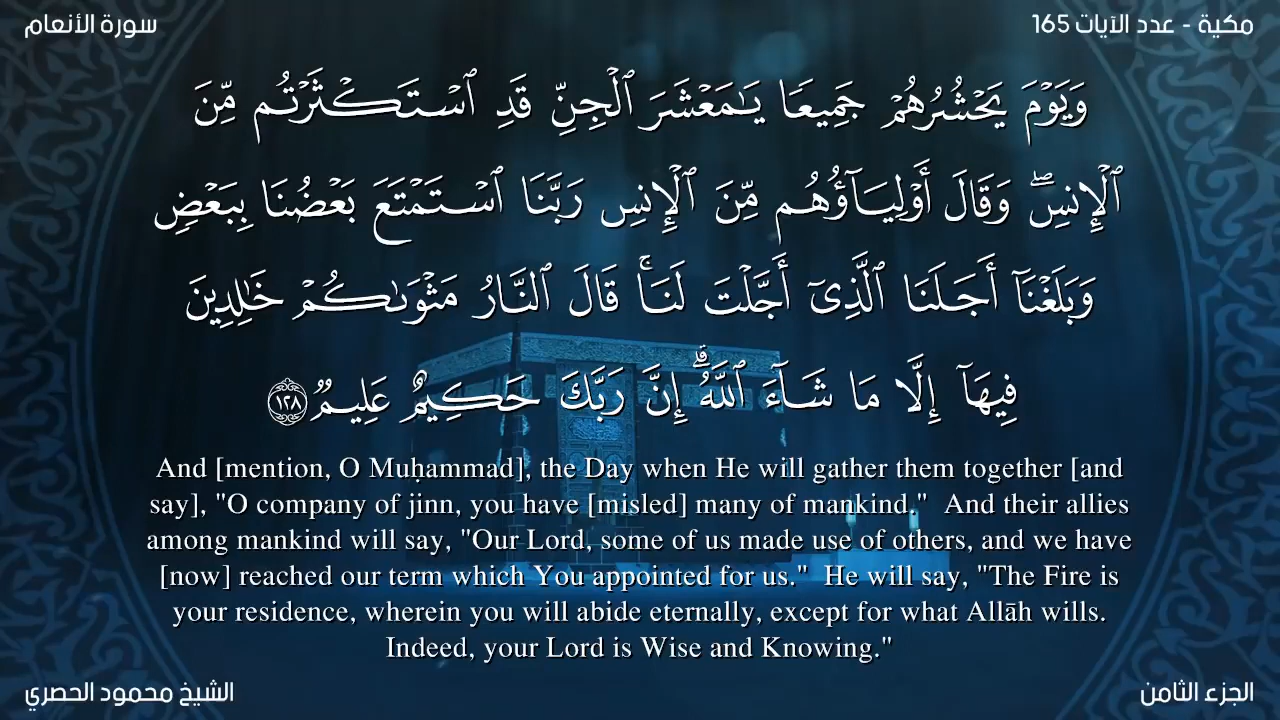 مكية - عدد الآيات 165
سورة الأنعام
وَيَوْمَ يَحْشُرُهُمْ جَمِيعًا يَـٰمَعْشَرَ ٱلْجِنِّ قَدِ ٱسْتَكْثَرْتُم مِّنَ
ٱلْإِنسِ ۖ وَقَالَ أَوْلِيَآؤُهُم مِّنَ ٱلْإِنسِ رَبَّنَا ٱسْتَمْتَعَ بَعْضُنَا بِبَعْضٍ
وَبَلَغْنَآ أَجَلَنَا ٱلَّذِىٓ أَجَّلْتَ لَنَا ۚ قَالَ ٱلنَّارُ مَثْوَىٰكُمْ خَـٰلِدِينَ
فِيهَآ إِلَّا مَا شَآءَ ٱللَّهُ ۗ إِنَّ رَبَّكَ حَكِيمٌ عَلِيمٌ ١٢٨
And [mention, O Muḥammad], the Day when He will gather them together [and
say], "O company of jinn, you have [misled] many of mankind."  And their allies
among mankind will say, "Our Lord, some of us made use of others, and we have
[now] reached our term which You appointed for us."  He will say, "The Fire is
your residence, wherein you will abide eternally, except for what Allāh wills.
Indeed, your Lord is Wise and Knowing."
الجزء الثامن
الشيخ محمود الحصري